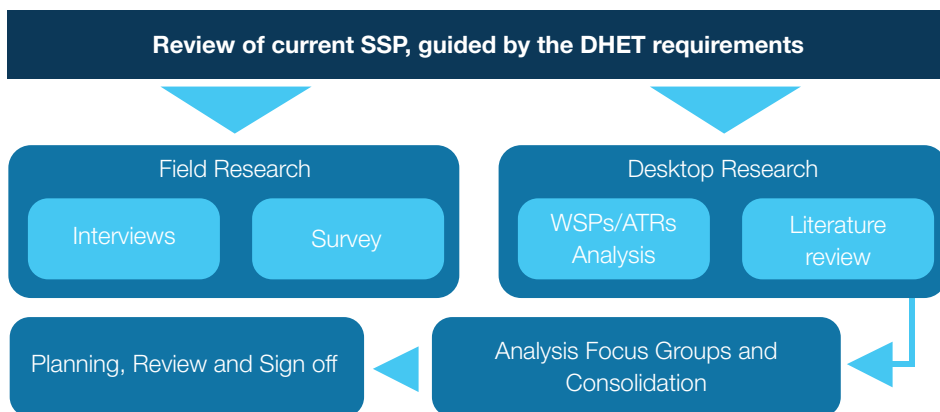 Review of current SSP, guided by the DHET requirements
Field Research
Interviews
Survey
Desktop Research
WSPs/ATRs
Analysis
Literature
review
Analysis Focus Groups and
Consolidation
Planning, Review and Sign off